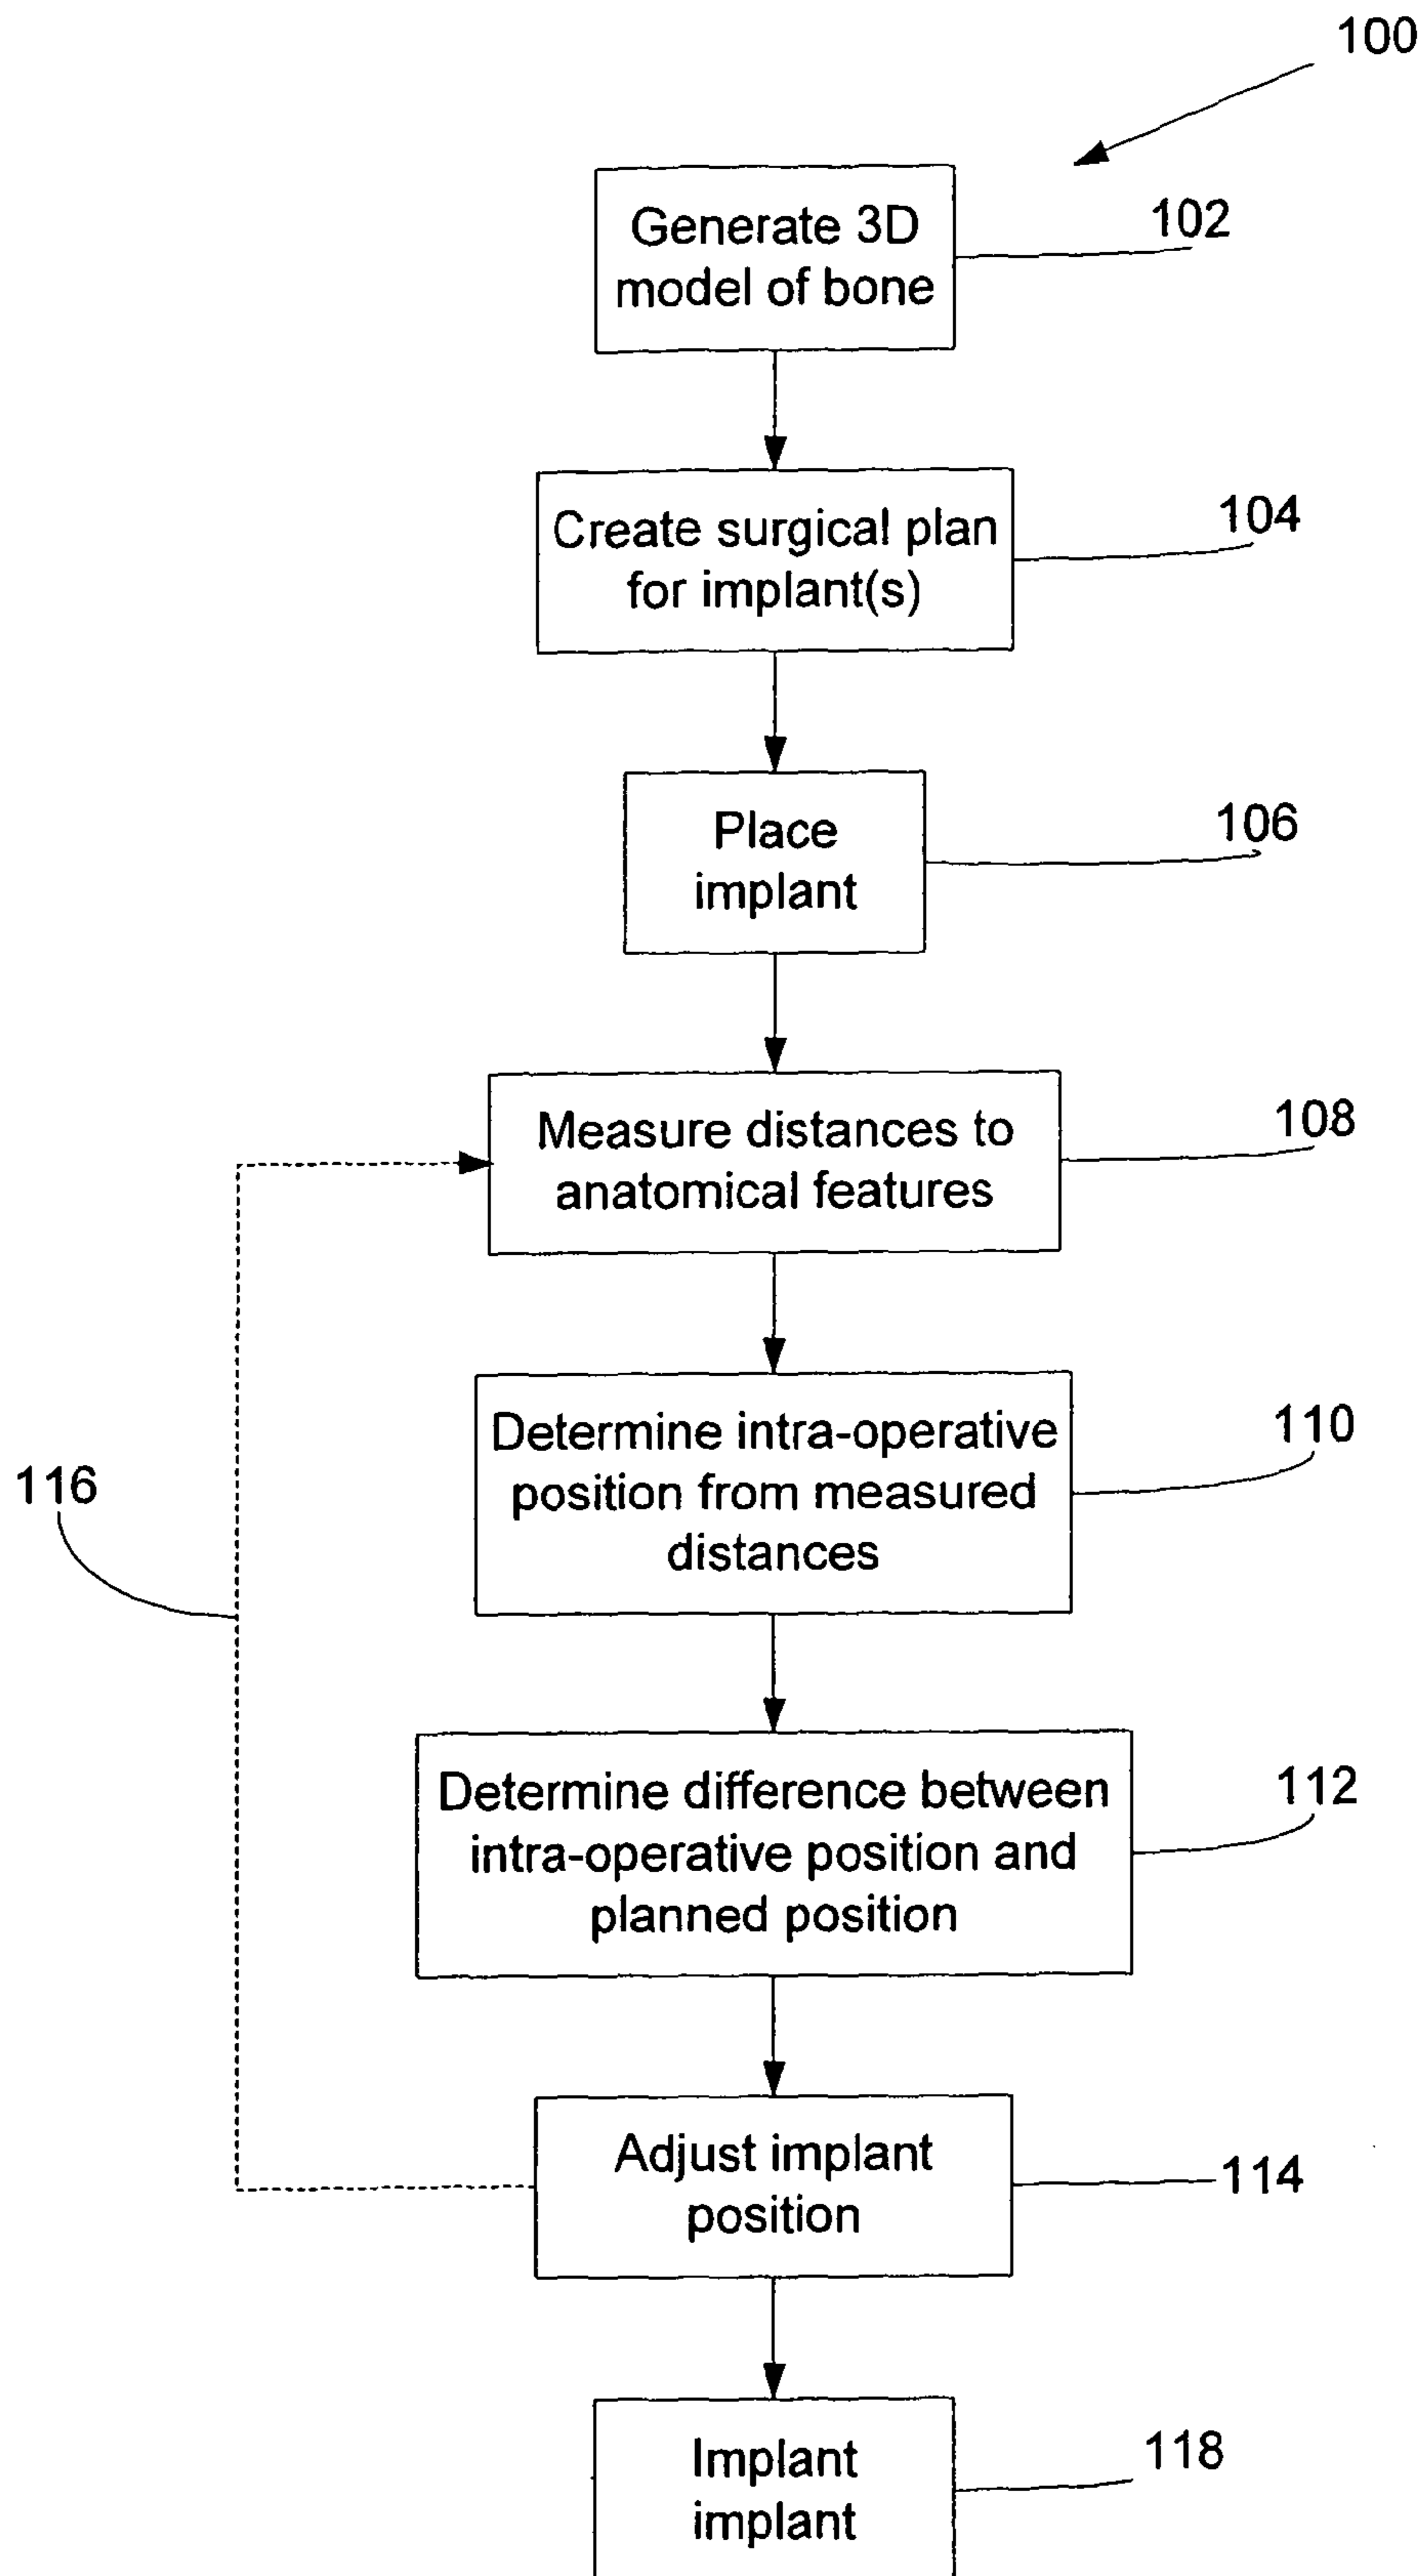 100
Generate 3D
model of bone
102
Create surgical plan
for implant(s)
104
Place
implant
106
Measure distances to
anatomical features
108
Determine intra-operative
position from measured
distances
110
116
Determine difference between
intra-operative position and
planned position
112
Adjust implant
position
114
Implant
implant
118